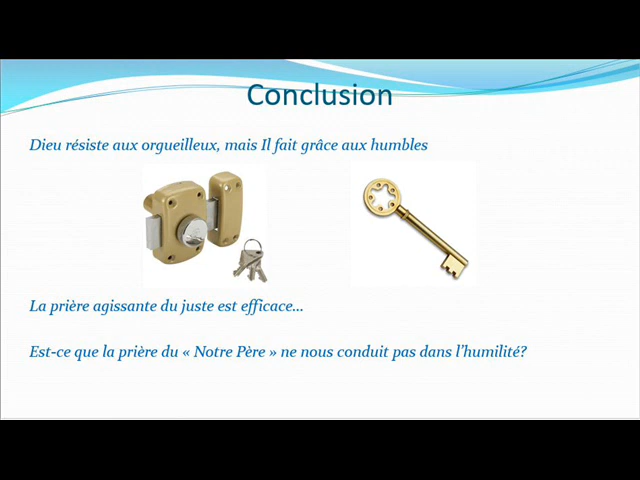 Conclusion
Dieu résiste aux orgueilleux, mais Il fait grâce aux humbles
La prière agissante du juste est efficace...
Est-ce que la prière du « Notre Père » ne nous conduit pas dans l'humilité?